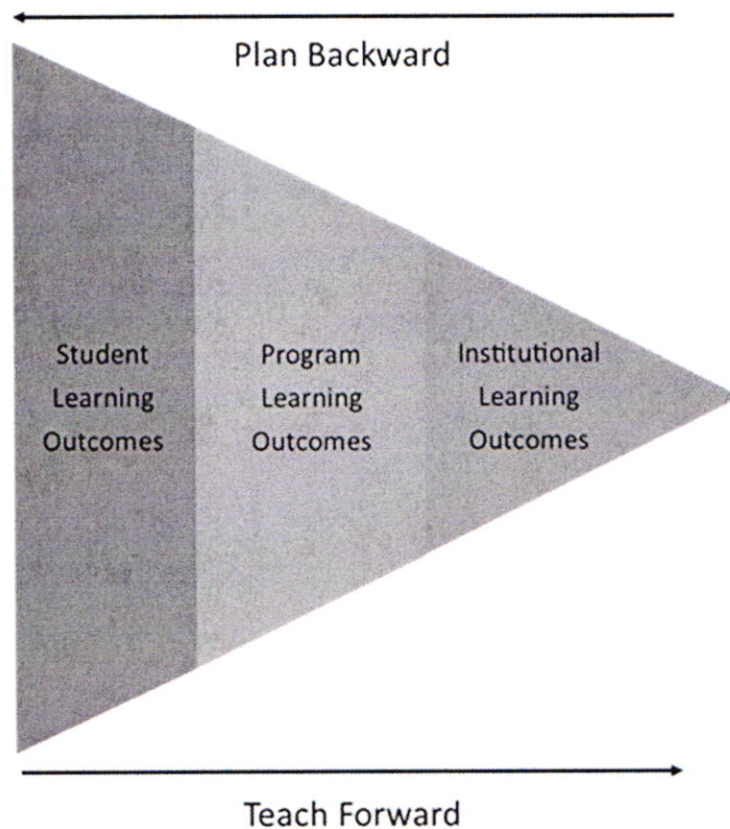 Plan Backward
Student
Learning
Outcomes
Program
Learning
Outcomes
Institutional
Learning
Outcomes
Teach Forward